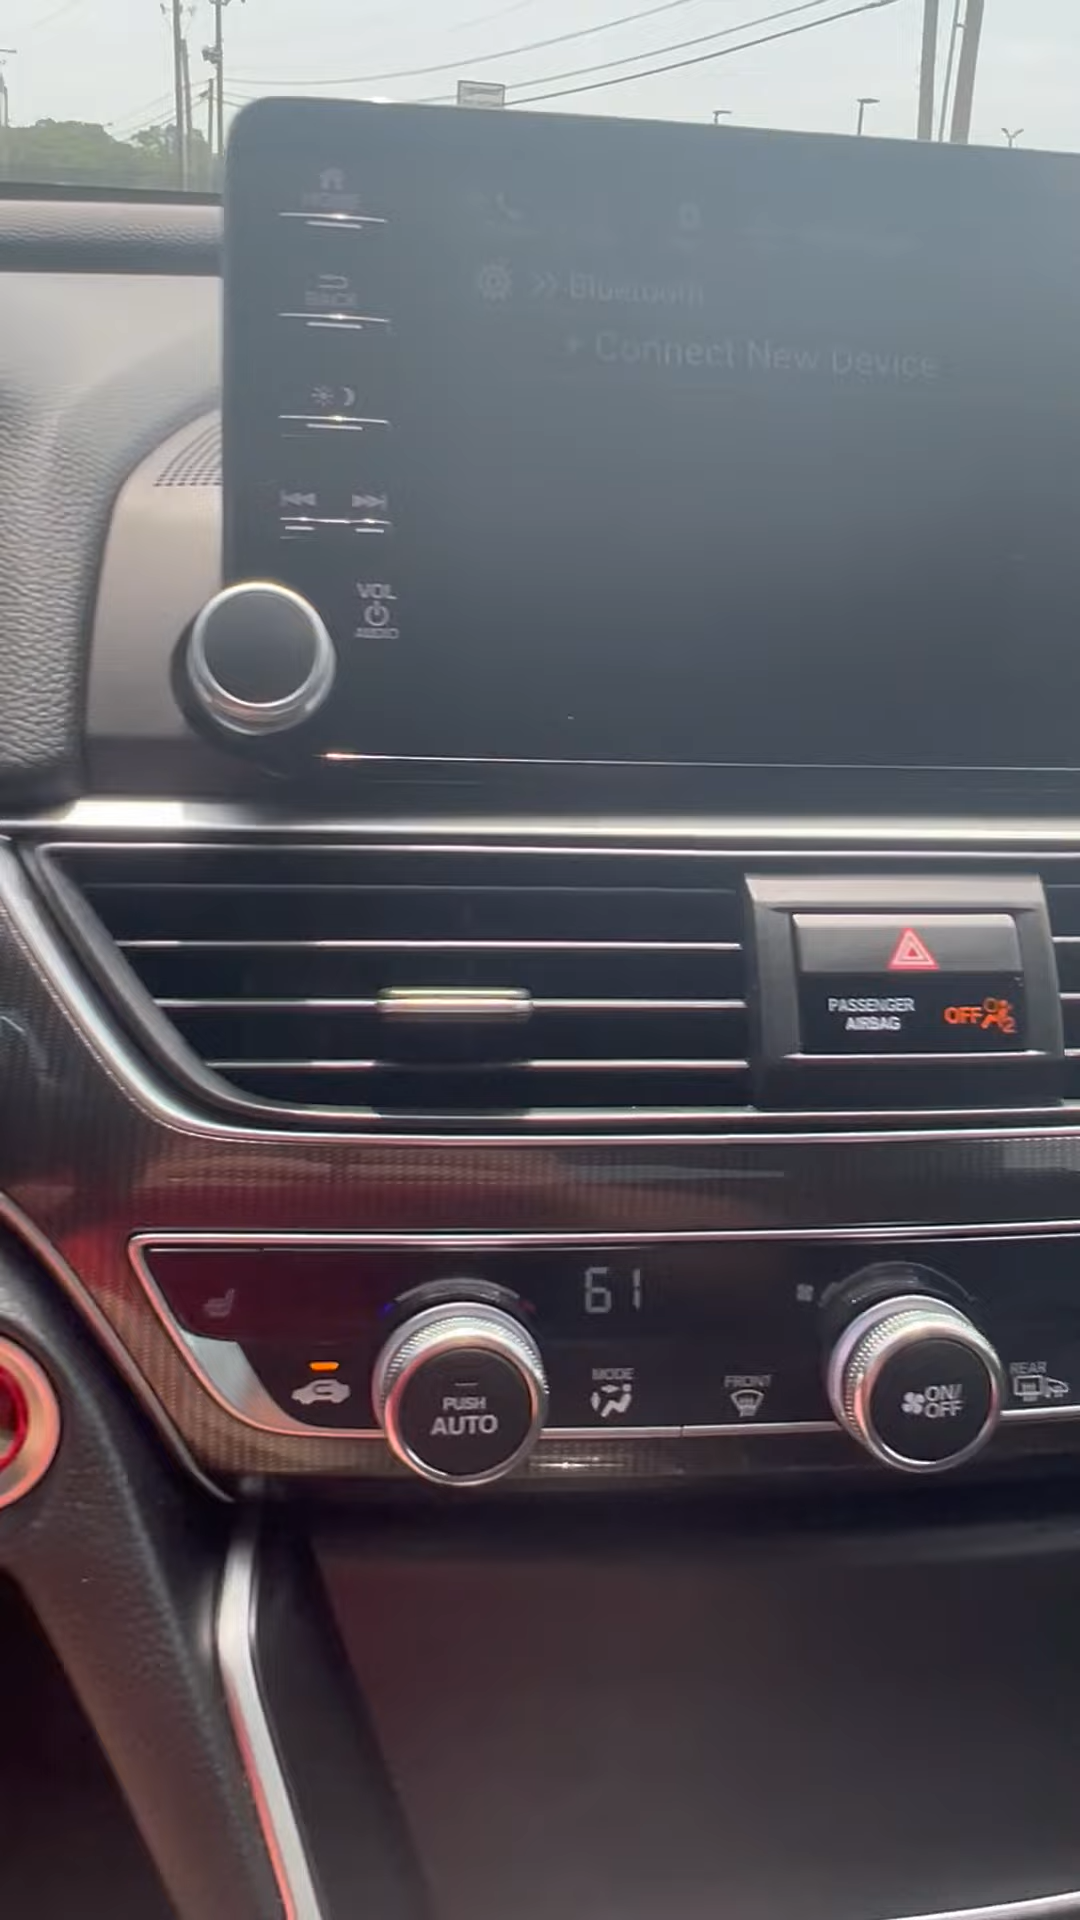 HOME
BACK
Bluetooth
Connect New Device
VOL
AUDIO
PASSENGER
AIRBAG
OFF
2
61
PUSH
AUTO
MODE
FRONT
ON/
OFF
REAR